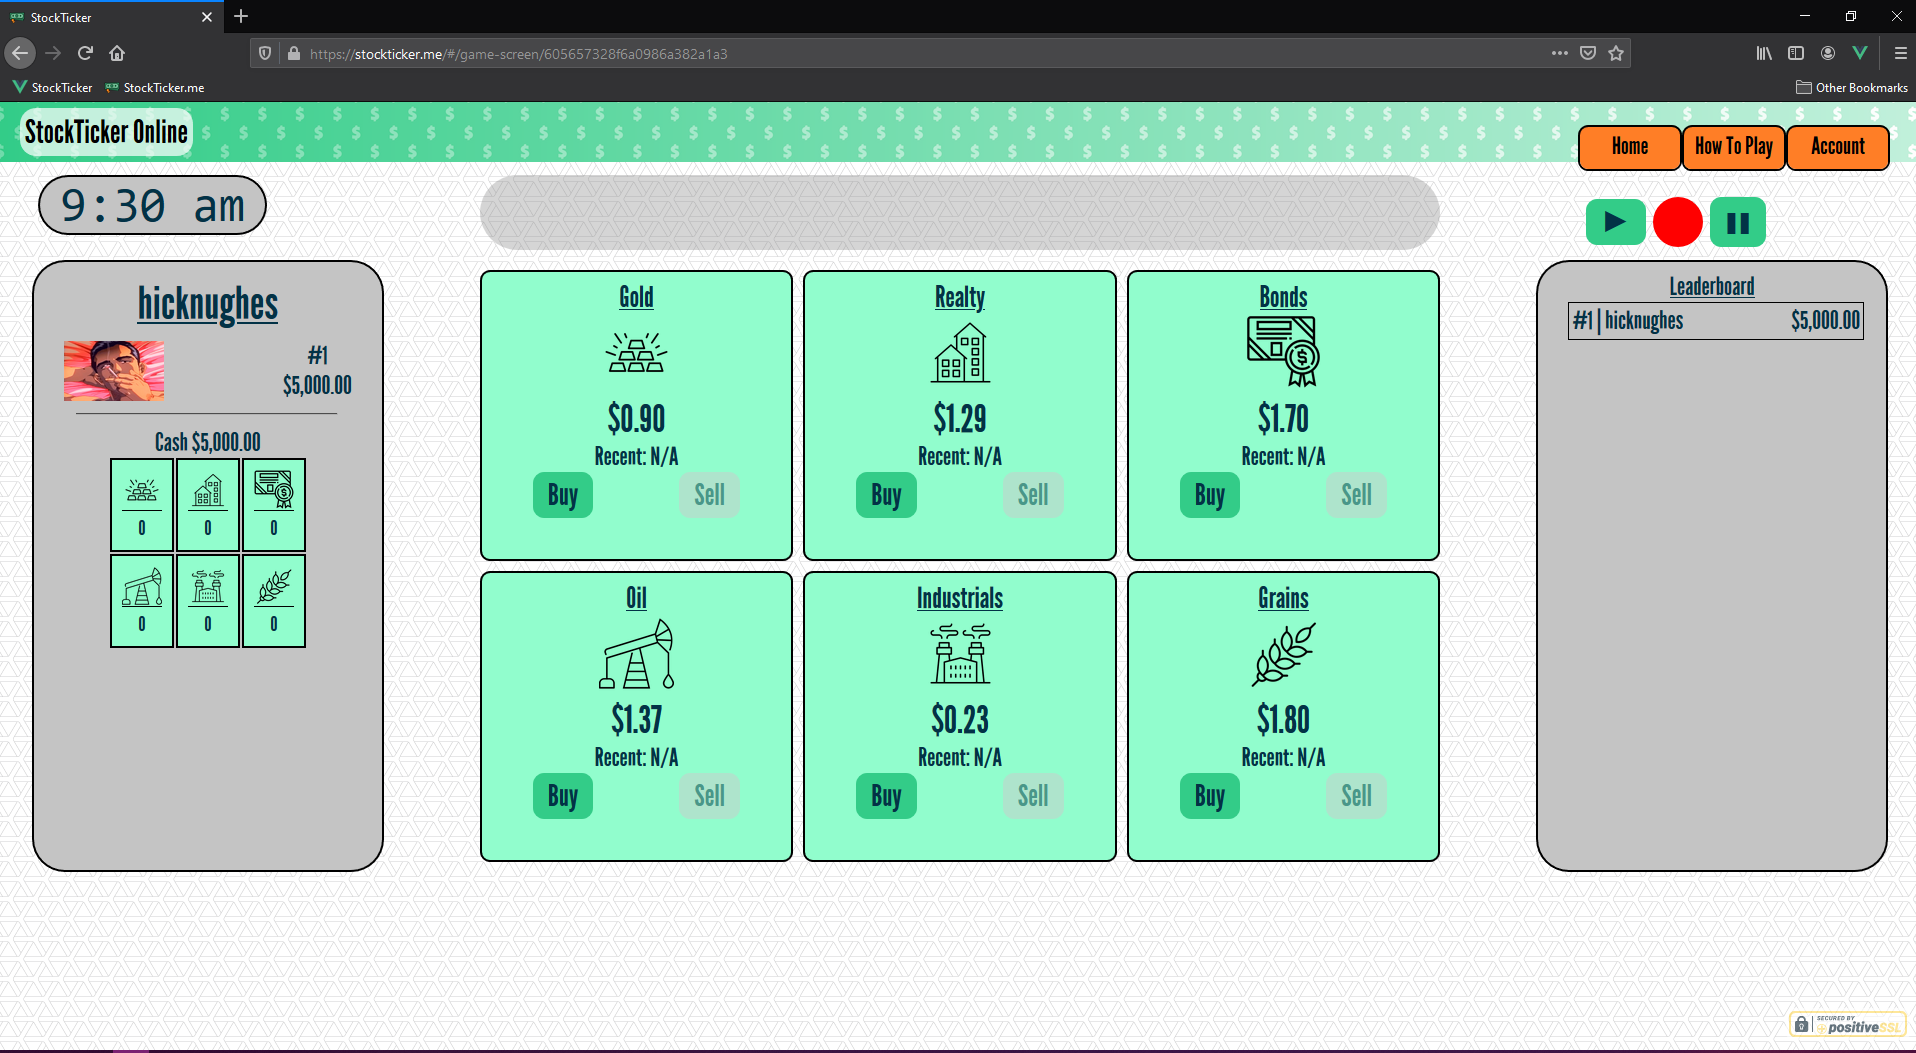 StockTicker
https://stockticker.me/#/game-screen/605657328f6a0986a382a1a3
StockTicker
StockTicker.me
Other Bookmarks
StockTicker Online
Home
How To Play
Account
9:30 am
hicknughes
#1
$5,000.00
Cash $5,000.00
0
0
0
0
0
0
Gold
$0.90
Recent: N/A
Buy
Sell
Realty
$1.29
Recent: N/A
Buy
Sell
Bonds
$1.70
Recent: N/A
Buy
Sell
Oil
$1.37
Recent: N/A
Buy
Sell
Industrials
$0.23
Recent: N/A
Buy
Sell
Grains
$1.80
Recent: N/A
Buy
Sell
Leaderboard
#1 | hicknughes $5,000.00
SECURED BY
positiveSSL